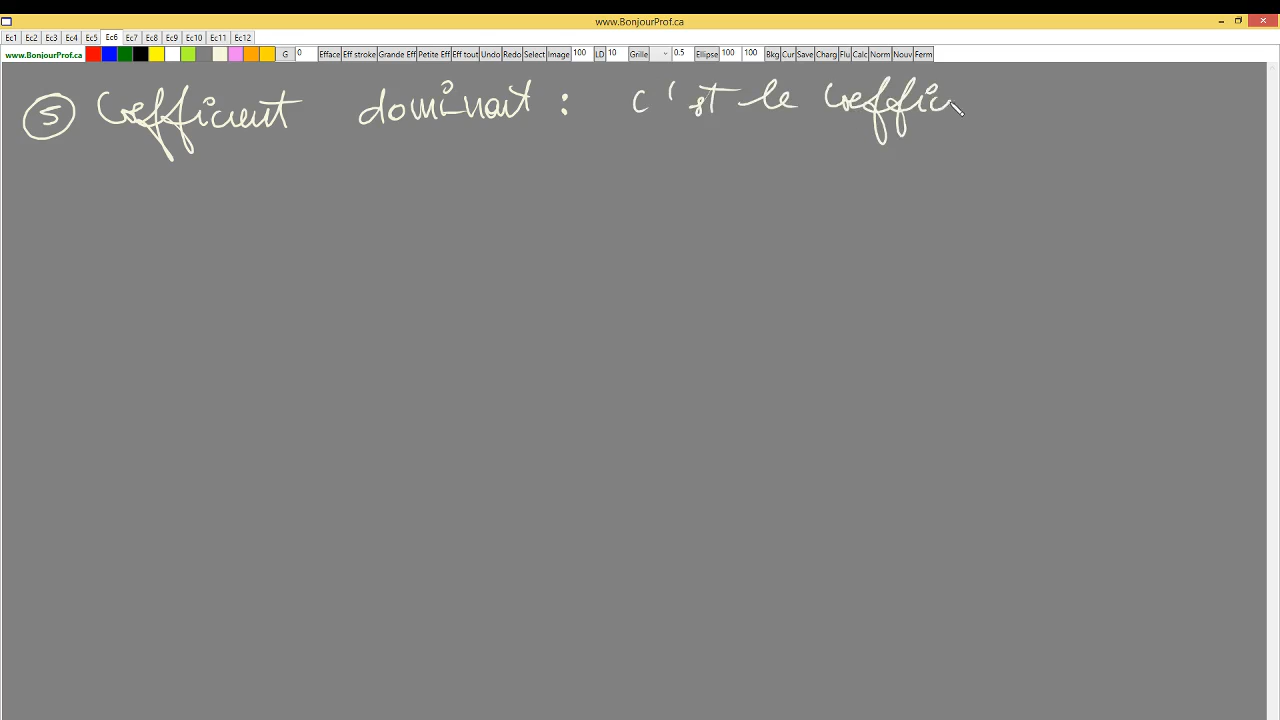 www.BonjourProf.ca
Ec1 Ec2 Ec3 Ec4 Ec5 Ec6 Ec7 Ec8 Ec9 Ec10 Ec11 Ec12
www.BonjourProf.ca G 0 Efface Eff stroke Grande Eff Petite Eff Eff tout Undo Redo Select Image 100 LD 10 Grille 0.5 Ellipse 100 100 Bkg Cur Save Charg Flu Calc Norm Nouv Ferm
5 Coefficient dominant : c'est le coeffic